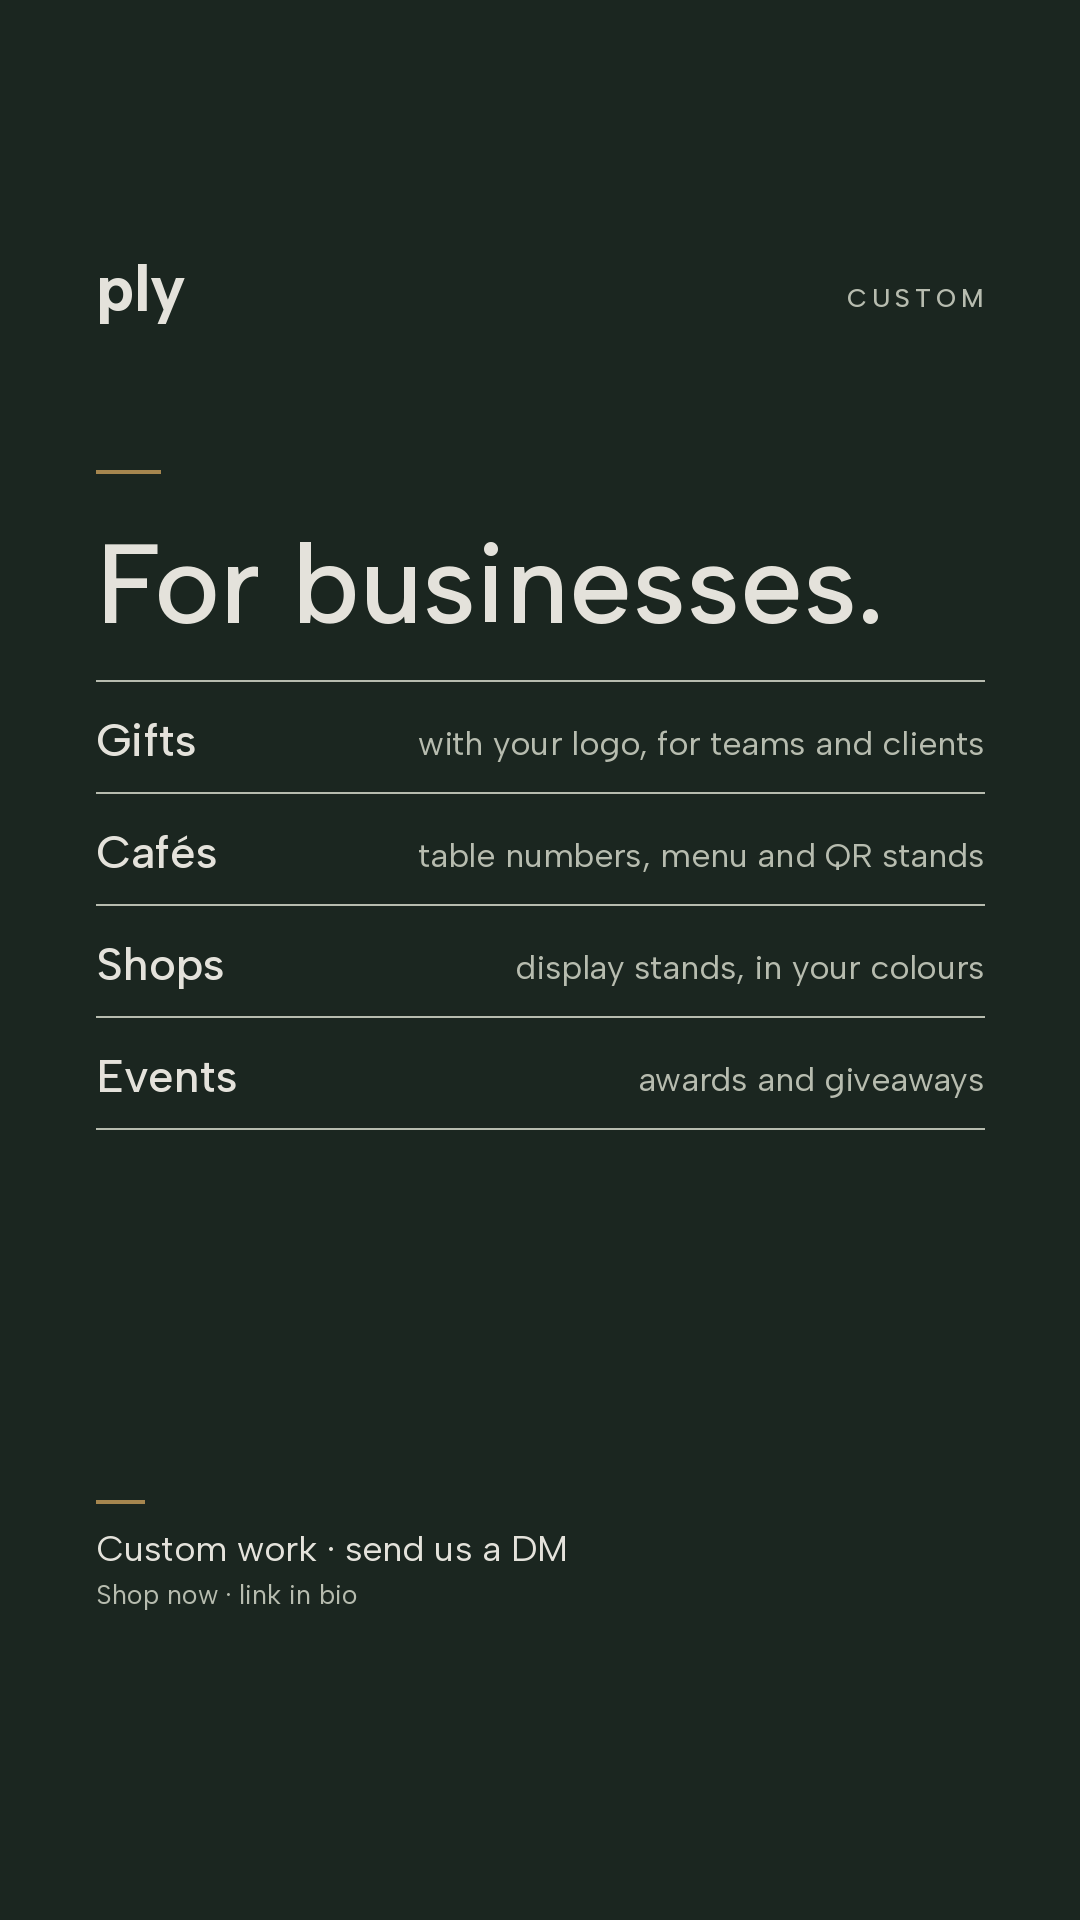 ply
CUSTOM
For businesses.
Gifts with your logo, for teams and clients
Cafés table numbers, menu and QR stands
Shops display stands, in your colours
Events awards and giveaways
Custom work · send us a DM
Shop now · link in bio